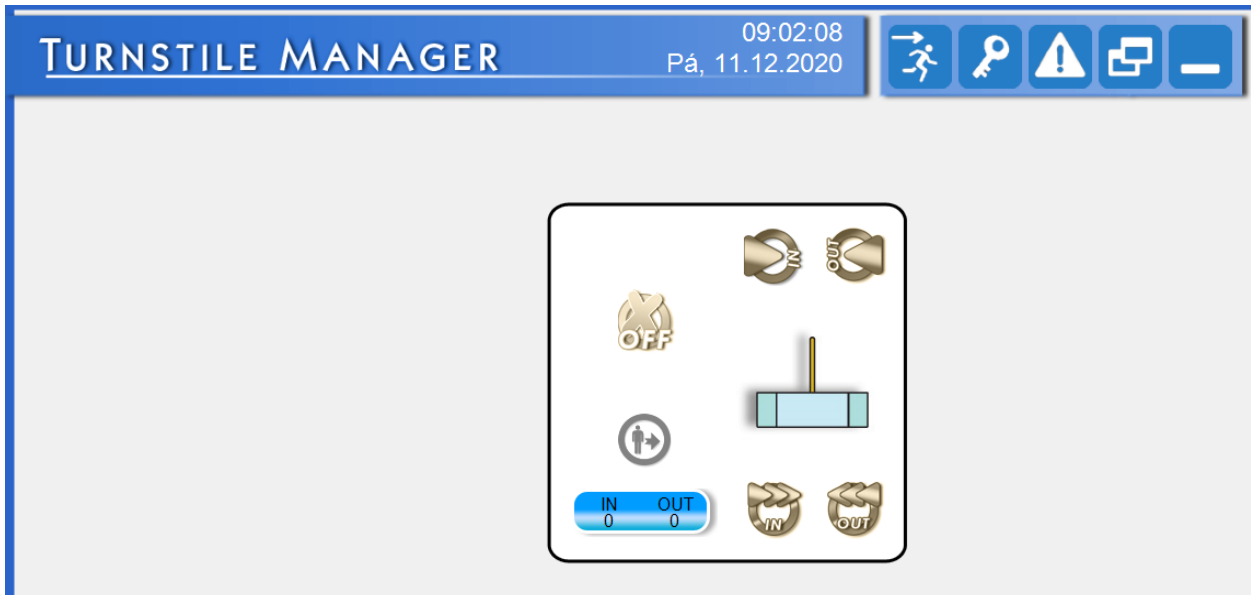 TURNSTILE MANAGER
09:02:08
Pá, 11.12.2020
IN
OUT
OFF
IN OUT
0 0
IN
OUT